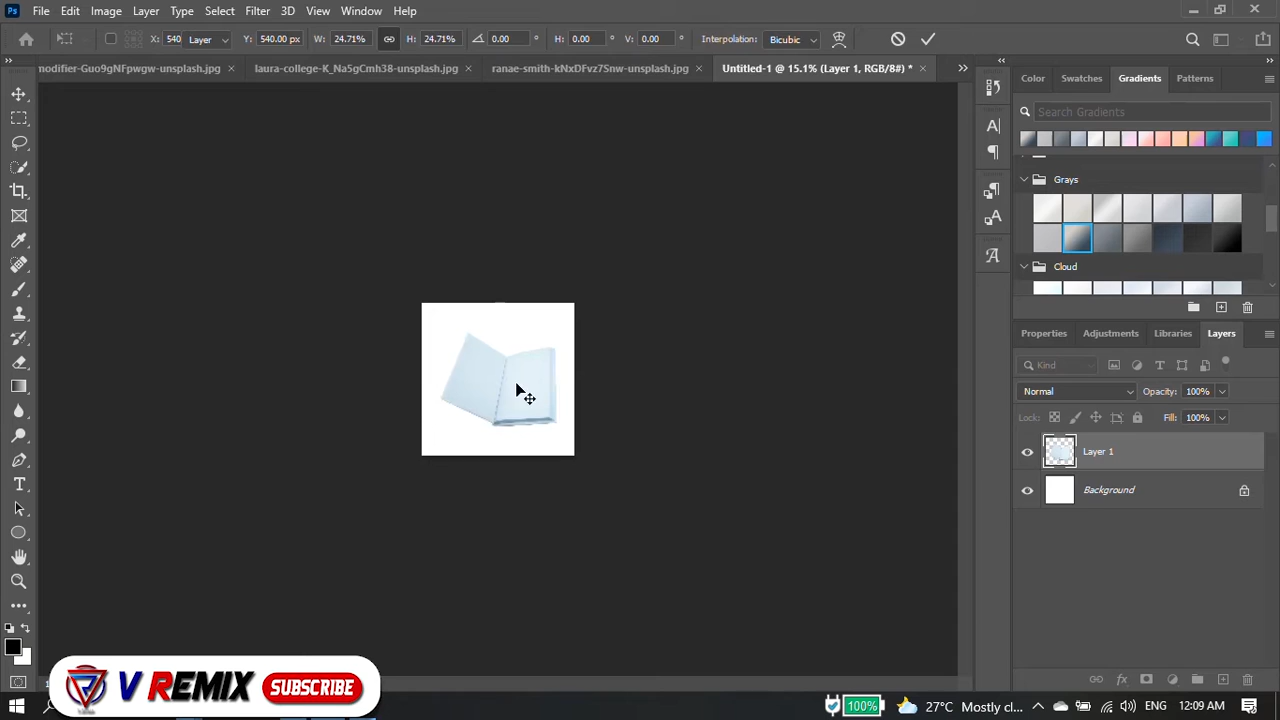 Ps File Edit Image Layer Type Select Filter 3D View Window Help
X: 540 Layer Y: 540.00 px W: 24.71% H: 24.71% 0.00 ° H: 0.00 ° V: 0.00 ° Interpolation: Bicubic
modifier-Guo9gNFpwgw-unsplash.jpg × laura-college-K_Na5gCmh38-unsplash.jpg × ranae-smith-kNxDFvz7Snw-unsplash.jpg × Untitled-1 @ 15.1% (Layer 1, RGB/8#) * ×
Color Swatches Gradients Patterns
Search Gradients
Grays
Cloud
Properties Adjustments Libraries Layers
Kind
Normal Opacity: 100%
Lock: Fill: 100%
Layer 1
Background
V REMIX SUBSCRIBE
100% 27°C Mostly cl... ENG 12:09 AM